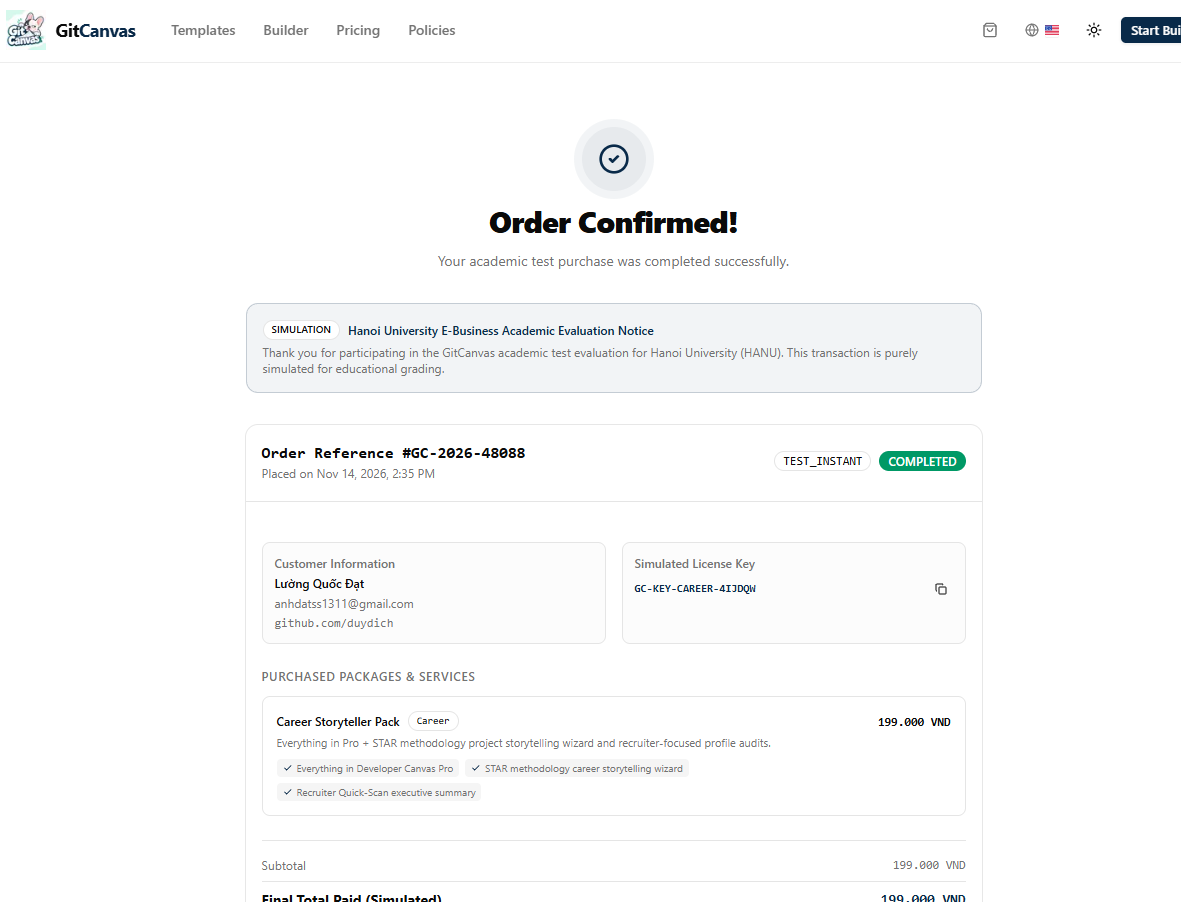 Git
Canvas
GitCanvas
Templates
Builder
Pricing
Policies
Start Bui
Order Confirmed!
Your academic test purchase was completed successfully.
SIMULATION
Hanoi University E-Business Academic Evaluation Notice
Thank you for participating in the GitCanvas academic test evaluation for Hanoi University (HANU). This transaction is purely
simulated for educational grading.
Order Reference #GC-2026-48088
Placed on Nov 14, 2026, 2:35 PM
TEST_INSTANT
COMPLETED
Customer Information
Lường Quốc Đạt
anhdatss1311@gmail.com
github.com/duydich
Simulated License Key
GC-KEY-CAREER-4IJDQW
PURCHASED PACKAGES & SERVICES
Career Storyteller Pack
Career
199.000 VND
Everything in Pro + STAR methodology project storytelling wizard and recruiter-focused profile audits.
Everything in Developer Canvas Pro
STAR methodology career storytelling wizard
Recruiter Quick-Scan executive summary
Subtotal
199.000 VND
Final Total Paid (Simulated)
199.000 VND